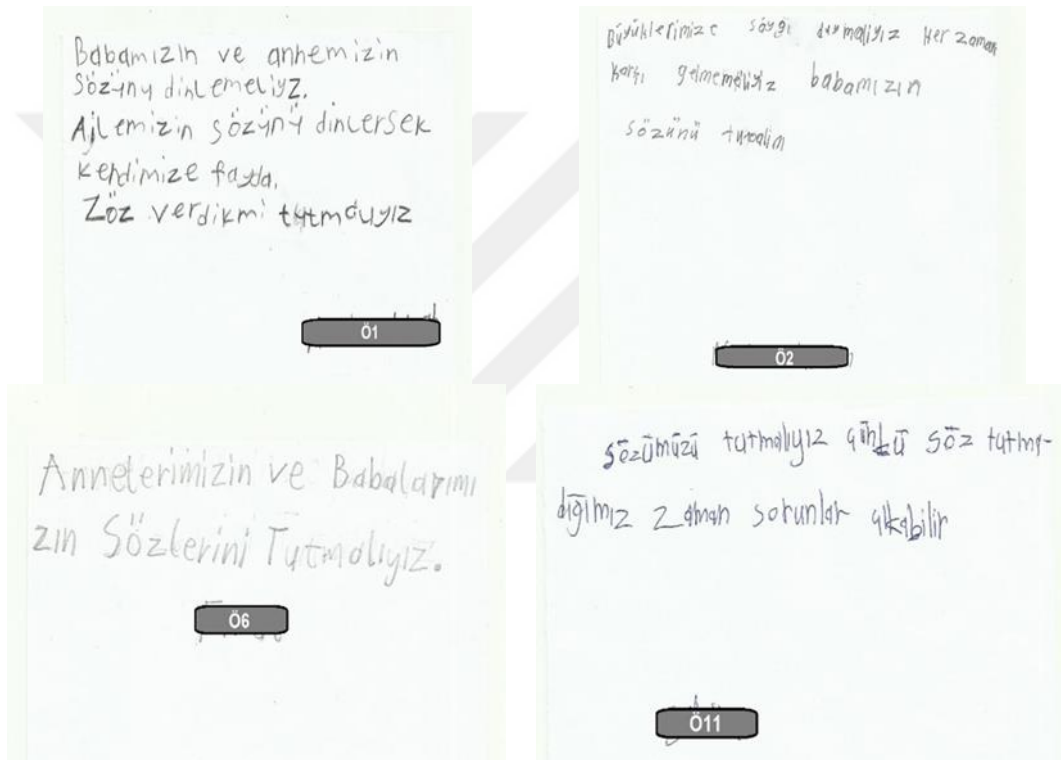 Babamızın ve annemizin
Sözünü dinlemeliyz.
Ailemizin sözünü dinlersek
kendimize fayda.
Zöz verdikmi tutmalıyız
Ö1
Büyüklerimize saygı duymalıyız Her zaman
Karşı gelmemeliyiz babamızın
sözünü tutalım
Ö2
Annelerimizin ve Babalarımı
zın Sözlerini Tutmalıyız.
Ö6
sözümüzü tutmalıyız çünkü söz tutma-
dığımız zaman sorunlar çıkabilir
Ö11